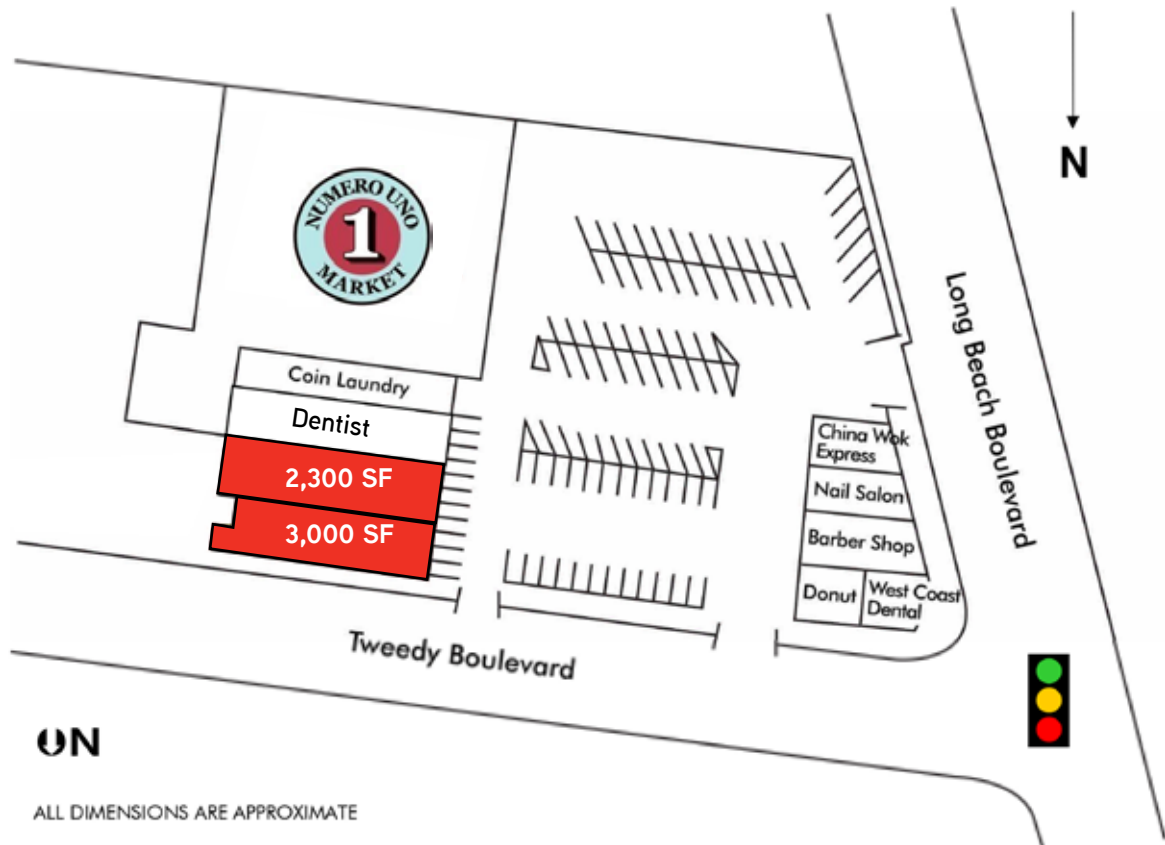 N
NUMERO UNO
1
MARKET
Long Beach Boulevard
Coin Laundry
Dentist
2,300 SF
3,000 SF
China Wok
Express
Nail Salon
Barber Shop
Donut
West Coast
Dental
Tweedy Boulevard
N
ALL DIMENSIONS ARE APPROXIMATE